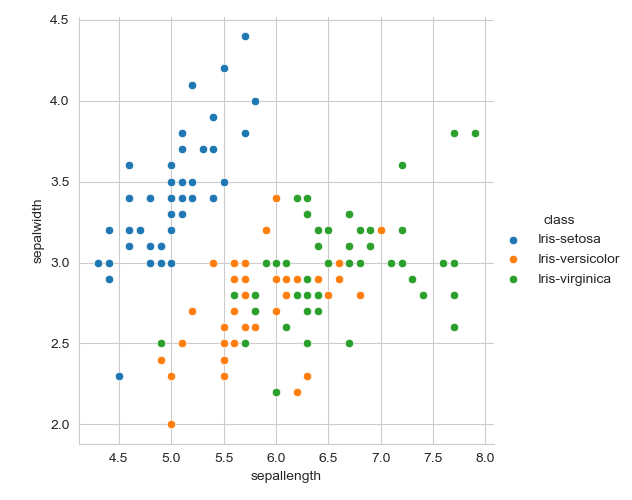 4.5
4.0
3.5
3.0
2.5
2.0
sepalwidth
4.5 5.0 5.5 6.0 6.5 7.0 7.5 8.0
sepallength
class
Iris-setosa
Iris-versicolor
Iris-virginica